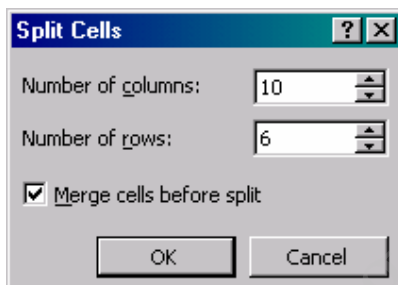 Split Cells
Number of columns: 10
Number of rows: 6
Merge cells before split
OK Cancel